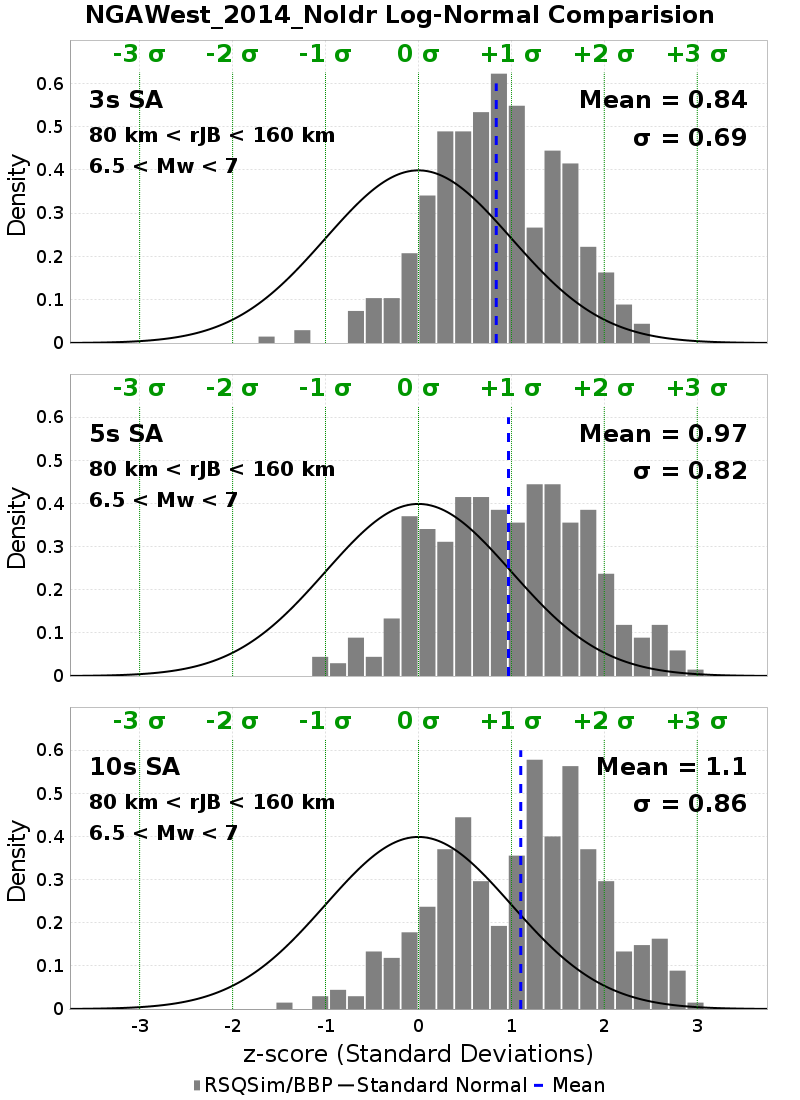 NGAWest_2014_NoIdr Log-Normal Comparision
-3 σ -2 σ -1 σ 0 σ +1 σ +2 σ +3 σ
3s SA
80 km < rJB < 160 km
6.5 < Mw < 7
Mean = 0.84
σ = 0.69
Density
0.6
0.5
0.4
0.3
0.2
0.1
0
-3 σ -2 σ -1 σ 0 σ +1 σ +2 σ +3 σ
5s SA
80 km < rJB < 160 km
6.5 < Mw < 7
Mean = 0.97
σ = 0.82
Density
0.6
0.5
0.4
0.3
0.2
0.1
0
-3 σ -2 σ -1 σ 0 σ +1 σ +2 σ +3 σ
10s SA
80 km < rJB < 160 km
6.5 < Mw < 7
Mean = 1.1
σ = 0.86
Density
0.6
0.5
0.4
0.3
0.2
0.1
0
-3 -2 -1 0 1 2 3
z-score (Standard Deviations)
RSQSim/BBP Standard Normal Mean